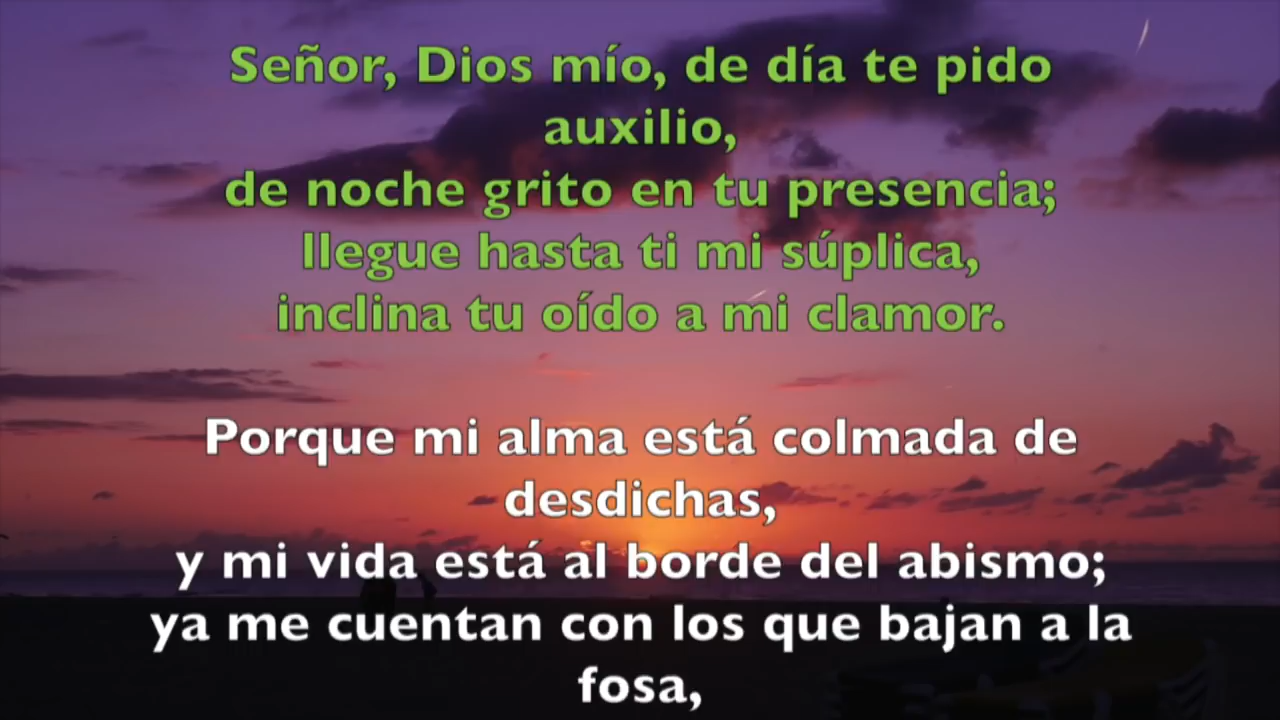 Señor, Dios mío, de día te pido
auxilio,
de noche grito en tu presencia;
llegue hasta ti mi súplica,
inclina tu oído a mi clamor.
Porque mi alma está colmada de
desdichas,
y mi vida está al borde del abismo;
ya me cuentan con los que bajan a la
fosa,